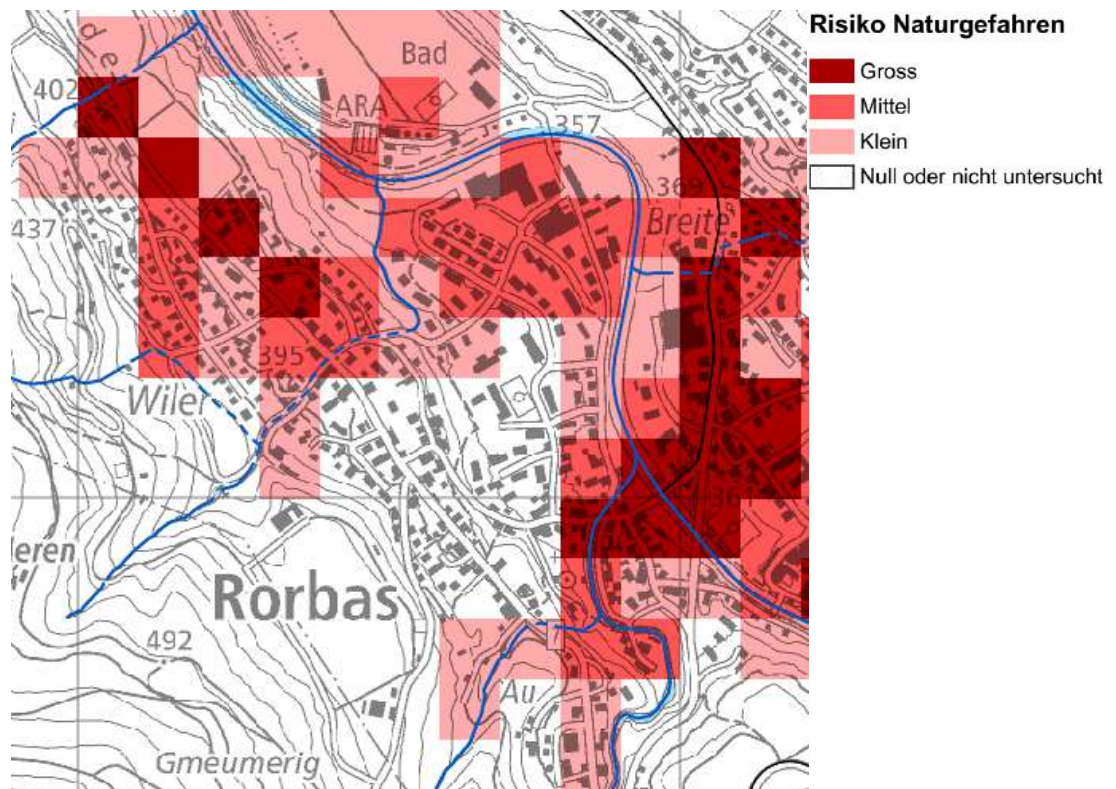 Risiko Naturgefahren
Gross
Mittel
Klein
Null oder nicht untersucht
Bad
402
ARA
357
369
Breite
437
395
Wiler
eren
Rorbas
492
Au
Gmeumerig